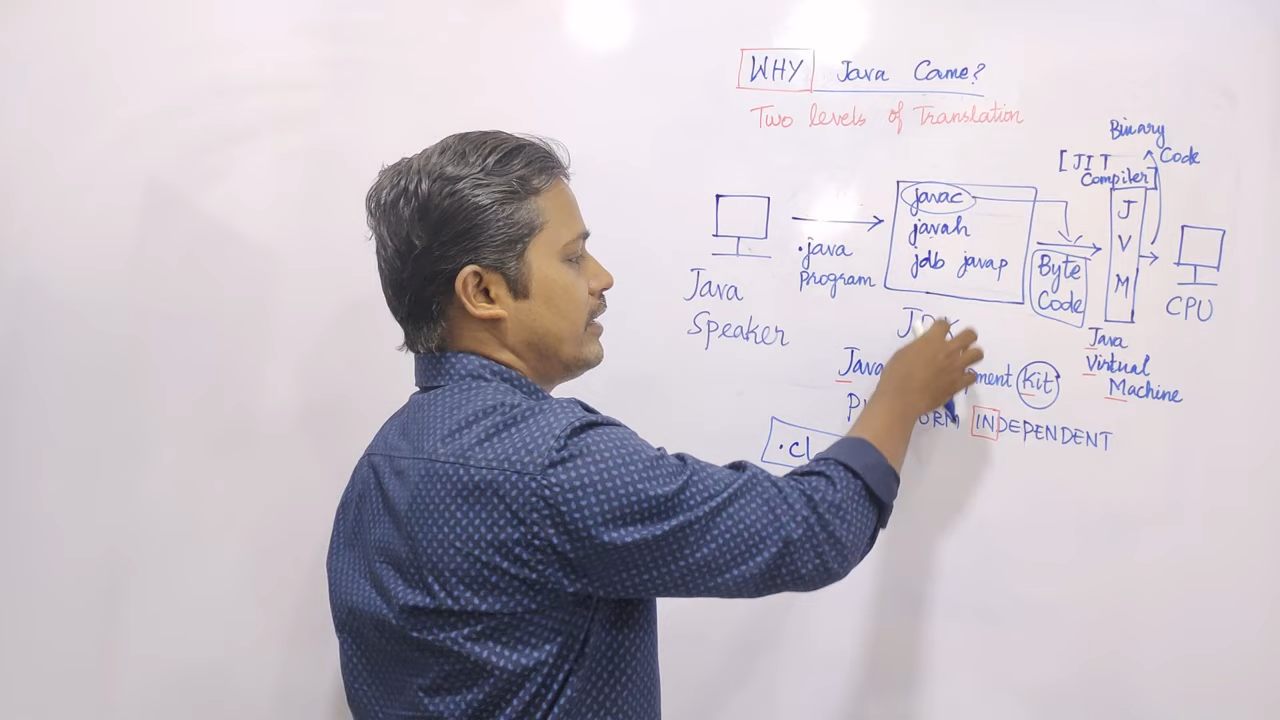 WHY Java Came?
Two levels of Translation
Binary
Code
[JIT
Compiler]
javac
javah
jdb javap
.java
program
Java
Speaker
Byte
Code
J
V
M
CPU
Java
Virtual
Machine
Java Kit
INDEPENDENT